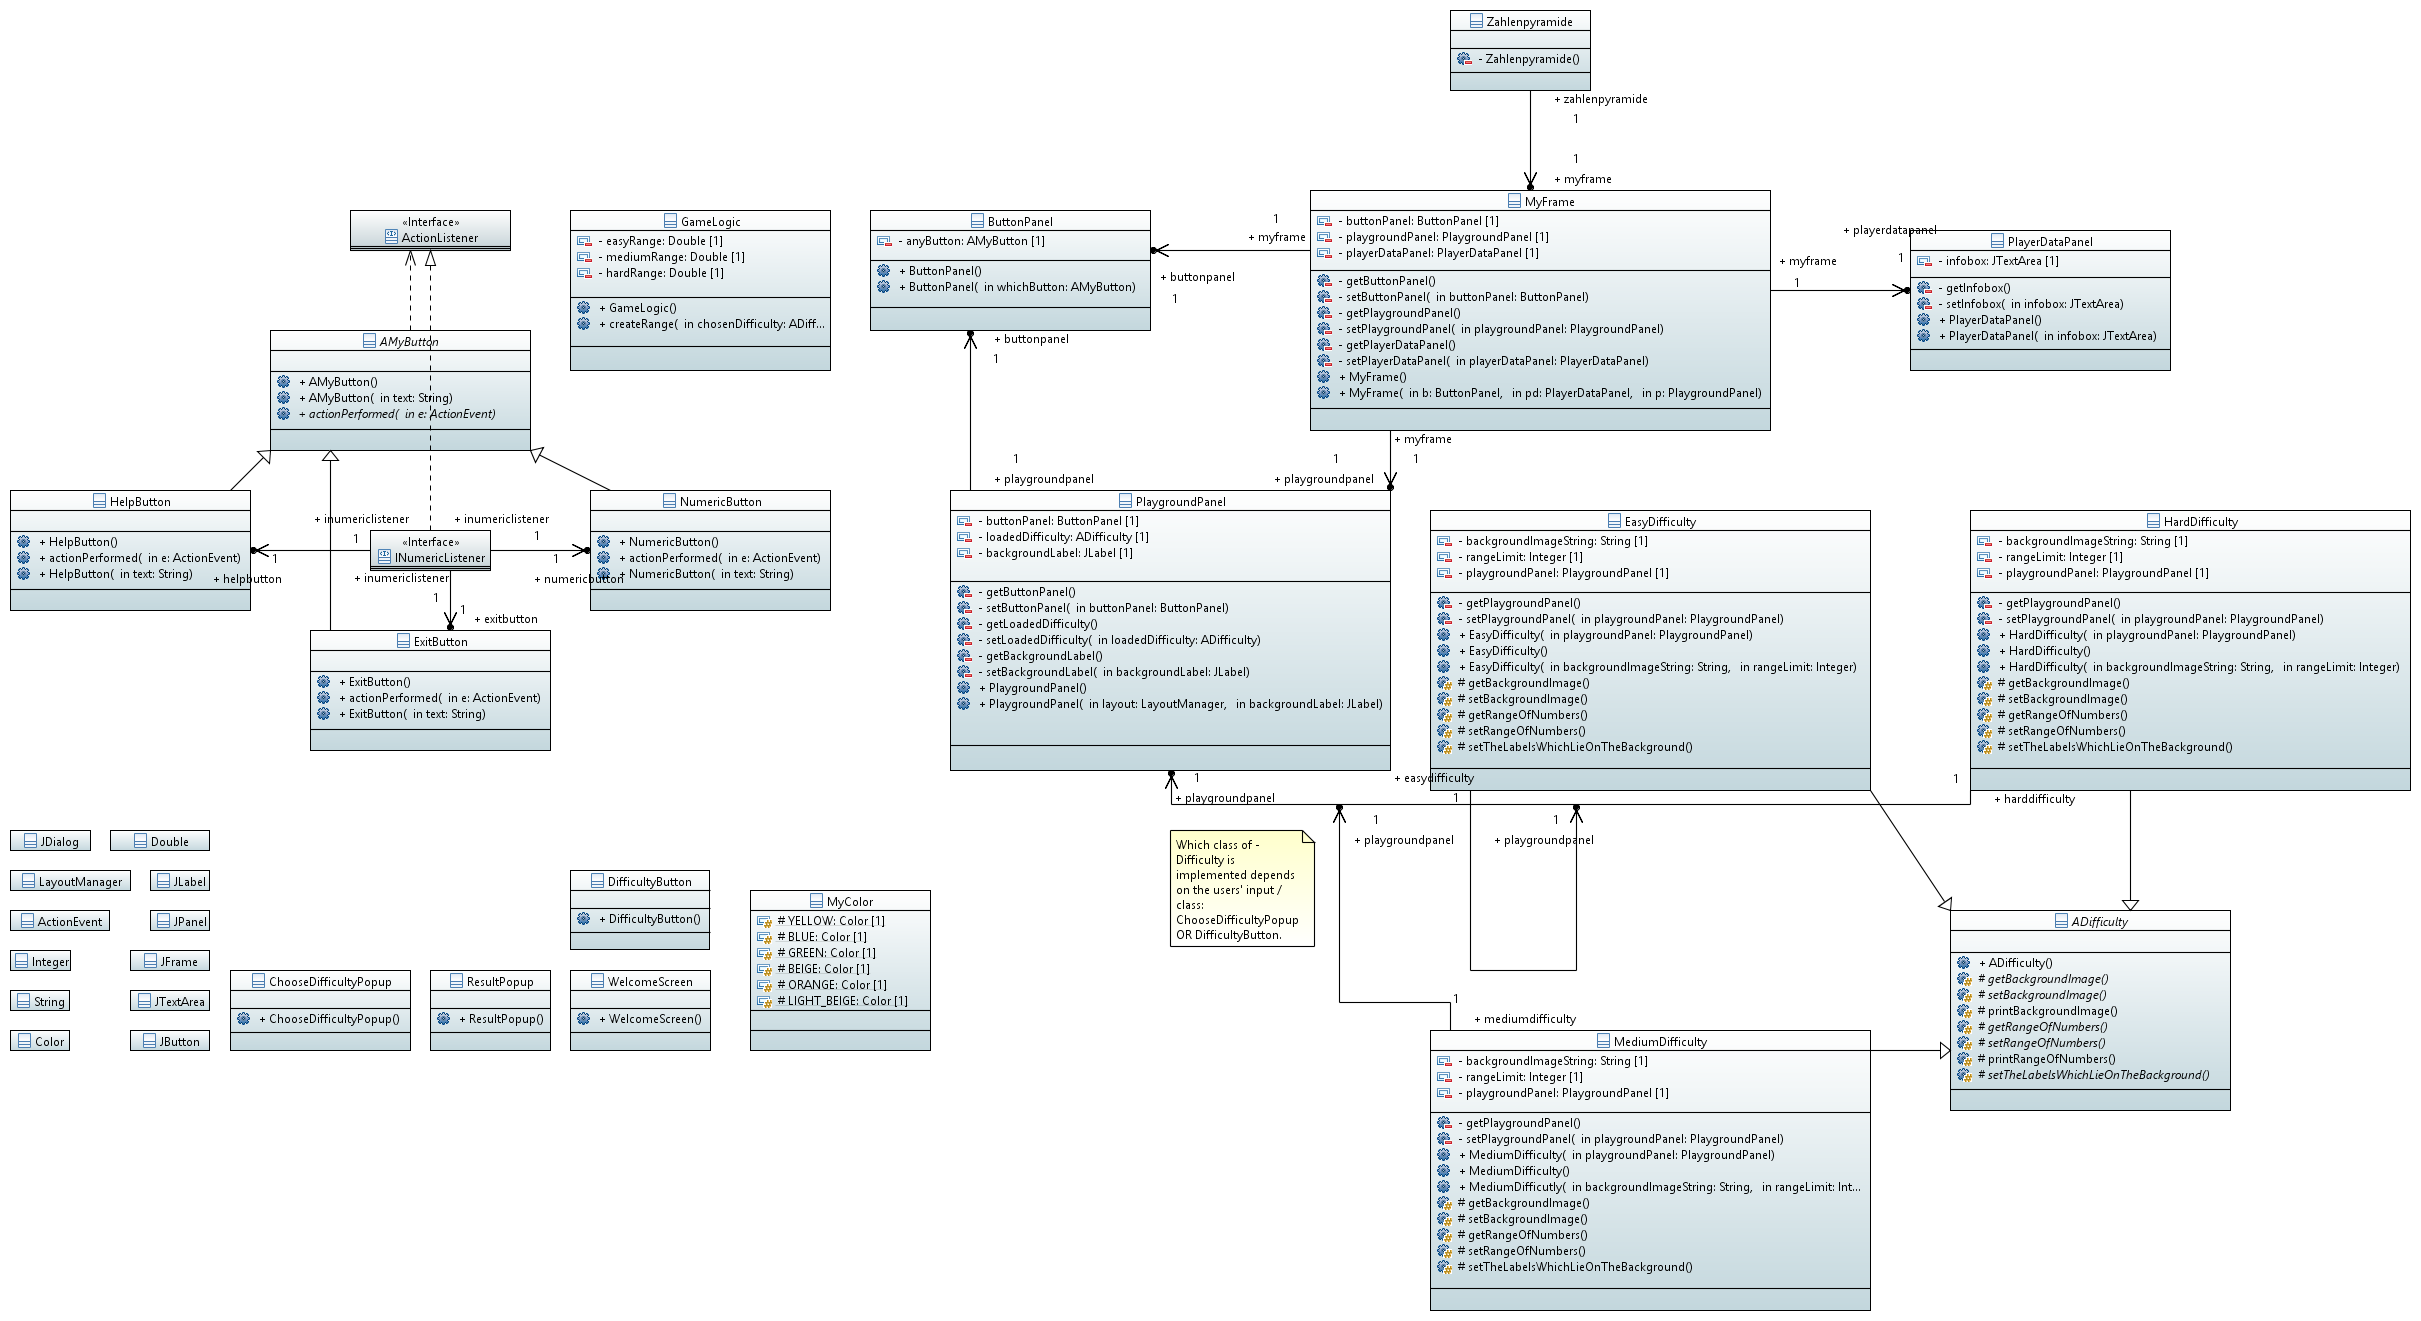 Zahlenpyramide
- Zahlenpyramide()
+ zahlenpyramide
1
1
+ myframe
MyFrame
- buttonPanel: ButtonPanel [1]
- playgroundPanel: PlaygroundPanel [1]
- playerDataPanel: PlayerDataPanel [1]
- getButtonPanel()
- setButtonPanel( in buttonPanel: ButtonPanel)
- getPlaygroundPanel()
- setPlaygroundPanel( in playgroundPanel: PlaygroundPanel)
- getPlayerDataPanel()
- setPlayerDataPanel( in playerDataPanel: PlayerDataPanel)
+ MyFrame()
+ MyFrame( in b: ButtonPanel, in pd: PlayerDataPanel, in p: PlaygroundPanel)
+ playerdatapanel
1
+ myframe
1
PlayerDataPanel
- infobox: JTextArea [1]
- getInfobox()
- setInfobox( in infobox: JTextArea)
+ PlayerDataPanel()
+ PlayerDataPanel( in infobox: JTextArea)
1
+ myframe
+ buttonpanel
1
ButtonPanel
- anyButton: AMyButton [1]
+ ButtonPanel()
+ ButtonPanel( in whichButton: AMyButton)
+ buttonpanel
1
1
+ playgroundpanel
+ myframe
1
1
+ playgroundpanel
GameLogic
- easyRange: Double [1]
- mediumRange: Double [1]
- hardRange: Double [1]
+ GameLogic()
+ createRange( in chosenDifficulty: ADiff...
«Interface»
ActionListener
AMyButton
+ AMyButton()
+ AMyButton( in text: String)
+ actionPerformed( in e: ActionEvent)
HelpButton
+ HelpButton()
+ actionPerformed( in e: ActionEvent)
+ HelpButton( in text: String)
+ inumericlistener
1
1
+ helpbutton
«Interface»
INumericListener
+ inumericlistener
1
1
+ numericbutton
+ inumericlistener
1
1
+ exitbutton
NumericButton
+ NumericButton()
+ actionPerformed( in e: ActionEvent)
+ NumericButton( in text: String)
ExitButton
+ ExitButton()
+ actionPerformed( in e: ActionEvent)
+ ExitButton( in text: String)
PlaygroundPanel
- buttonPanel: ButtonPanel [1]
- loadedDifficulty: ADifficulty [1]
- backgroundLabel: JLabel [1]
- getButtonPanel()
- setButtonPanel( in buttonPanel: ButtonPanel)
- getLoadedDifficulty()
- setLoadedDifficulty( in loadedDifficulty: ADifficulty)
- getBackgroundLabel()
- setBackgroundLabel( in backgroundLabel: JLabel)
+ PlaygroundPanel()
+ PlaygroundPanel( in layout: LayoutManager, in backgroundLabel: JLabel)
EasyDifficulty
- backgroundImageString: String [1]
- rangeLimit: Integer [1]
- playgroundPanel: PlaygroundPanel [1]
- getPlaygroundPanel()
- setPlaygroundPanel( in playgroundPanel: PlaygroundPanel)
+ EasyDifficulty( in playgroundPanel: PlaygroundPanel)
+ EasyDifficulty()
+ EasyDifficulty( in backgroundImageString: String, in rangeLimit: Integer)
# getBackgroundImage()
# setBackgroundImage()
# getRangeOfNumbers()
# setRangeOfNumbers()
# setTheLabelsWhichLieOnTheBackground()
HardDifficulty
- backgroundImageString: String [1]
- rangeLimit: Integer [1]
- playgroundPanel: PlaygroundPanel [1]
- getPlaygroundPanel()
- setPlaygroundPanel( in playgroundPanel: PlaygroundPanel)
+ HardDifficulty( in playgroundPanel: PlaygroundPanel)
+ HardDifficulty()
+ HardDifficulty( in backgroundImageString: String, in rangeLimit: Integer)
# getBackgroundImage()
# setBackgroundImage()
# getRangeOfNumbers()
# setRangeOfNumbers()
# setTheLabelsWhichLieOnTheBackground()
1
+ playgroundpanel
+ easydifficulty
1
1
+ harddifficulty
1
+ playgroundpanel
1
+ playgroundpanel
Which class of -
Difficulty is
implemented depends
on the users' input /
class:
ChooseDifficultyPopup
OR DifficultyButton.
1
+ mediumdifficulty
ADifficulty
+ ADifficulty()
# getBackgroundImage()
# setBackgroundImage()
# printBackgroundImage()
# getRangeOfNumbers()
# setRangeOfNumbers()
# printRangeOfNumbers()
# setTheLabelsWhichLieOnTheBackground()
MediumDifficulty
- backgroundImageString: String [1]
- rangeLimit: Integer [1]
- playgroundPanel: PlaygroundPanel [1]
- getPlaygroundPanel()
- setPlaygroundPanel( in playgroundPanel: PlaygroundPanel)
+ MediumDifficulty( in playgroundPanel: PlaygroundPanel)
+ MediumDifficulty()
+ MediumDifficutly( in backgroundImageString: String, in rangeLimit: Int...
# getBackgroundImage()
# setBackgroundImage()
# getRangeOfNumbers()
# setRangeOfNumbers()
# setTheLabelsWhichLieOnTheBackground()
JDialog
Double
LayoutManager
JLabel
ActionEvent
JPanel
Integer
JFrame
String
JTextArea
Color
JButton
ChooseDifficultyPopup
+ ChooseDifficultyPopup()
ResultPopup
+ ResultPopup()
DifficultyButton
+ DifficultyButton()
WelcomeScreen
+ WelcomeScreen()
MyColor
# YELLOW: Color [1]
# BLUE: Color [1]
# GREEN: Color [1]
# BEIGE: Color [1]
# ORANGE: Color [1]
# LIGHT_BEIGE: Color [1]